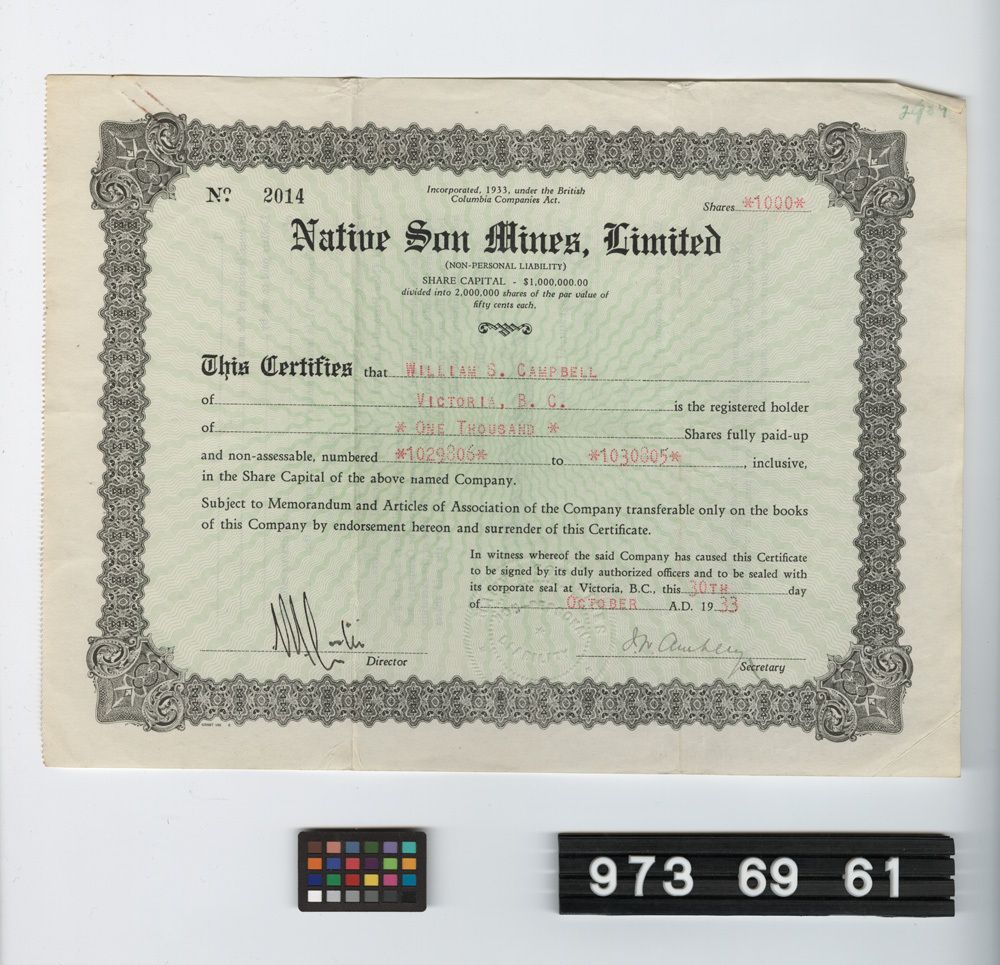 2484
Nº 2014
Incorporated, 1933, under the British
Columbia Companies Act.
Shares *1000*
Native Son Mines, Limited
(NON-PERSONAL LIABILITY)
SHARE CAPITAL - $1,000,000.00
divided into 2,000,000 shares of the par value of
fifty cents each.
This Certifies that WILLIAM S. CAMPBELL
of VICTORIA, B. C. is the registered holder
of * ONE THOUSAND * Shares fully paid-up
and non-assessable, numbered *1029806* to *1030805*, inclusive,
in the Share Capital of the above named Company.
Subject to Memorandum and Articles of Association of the Company transferable only on the books
of this Company by endorsement hereon and surrender of this Certificate.
In witness whereof the said Company has caused this Certificate
to be signed by its duly authorized officers and to be sealed with
its corporate seal at Victoria, B.C., this 30TH day
of OCTOBER A.D. 1933
Director
Secretary
973 69 61